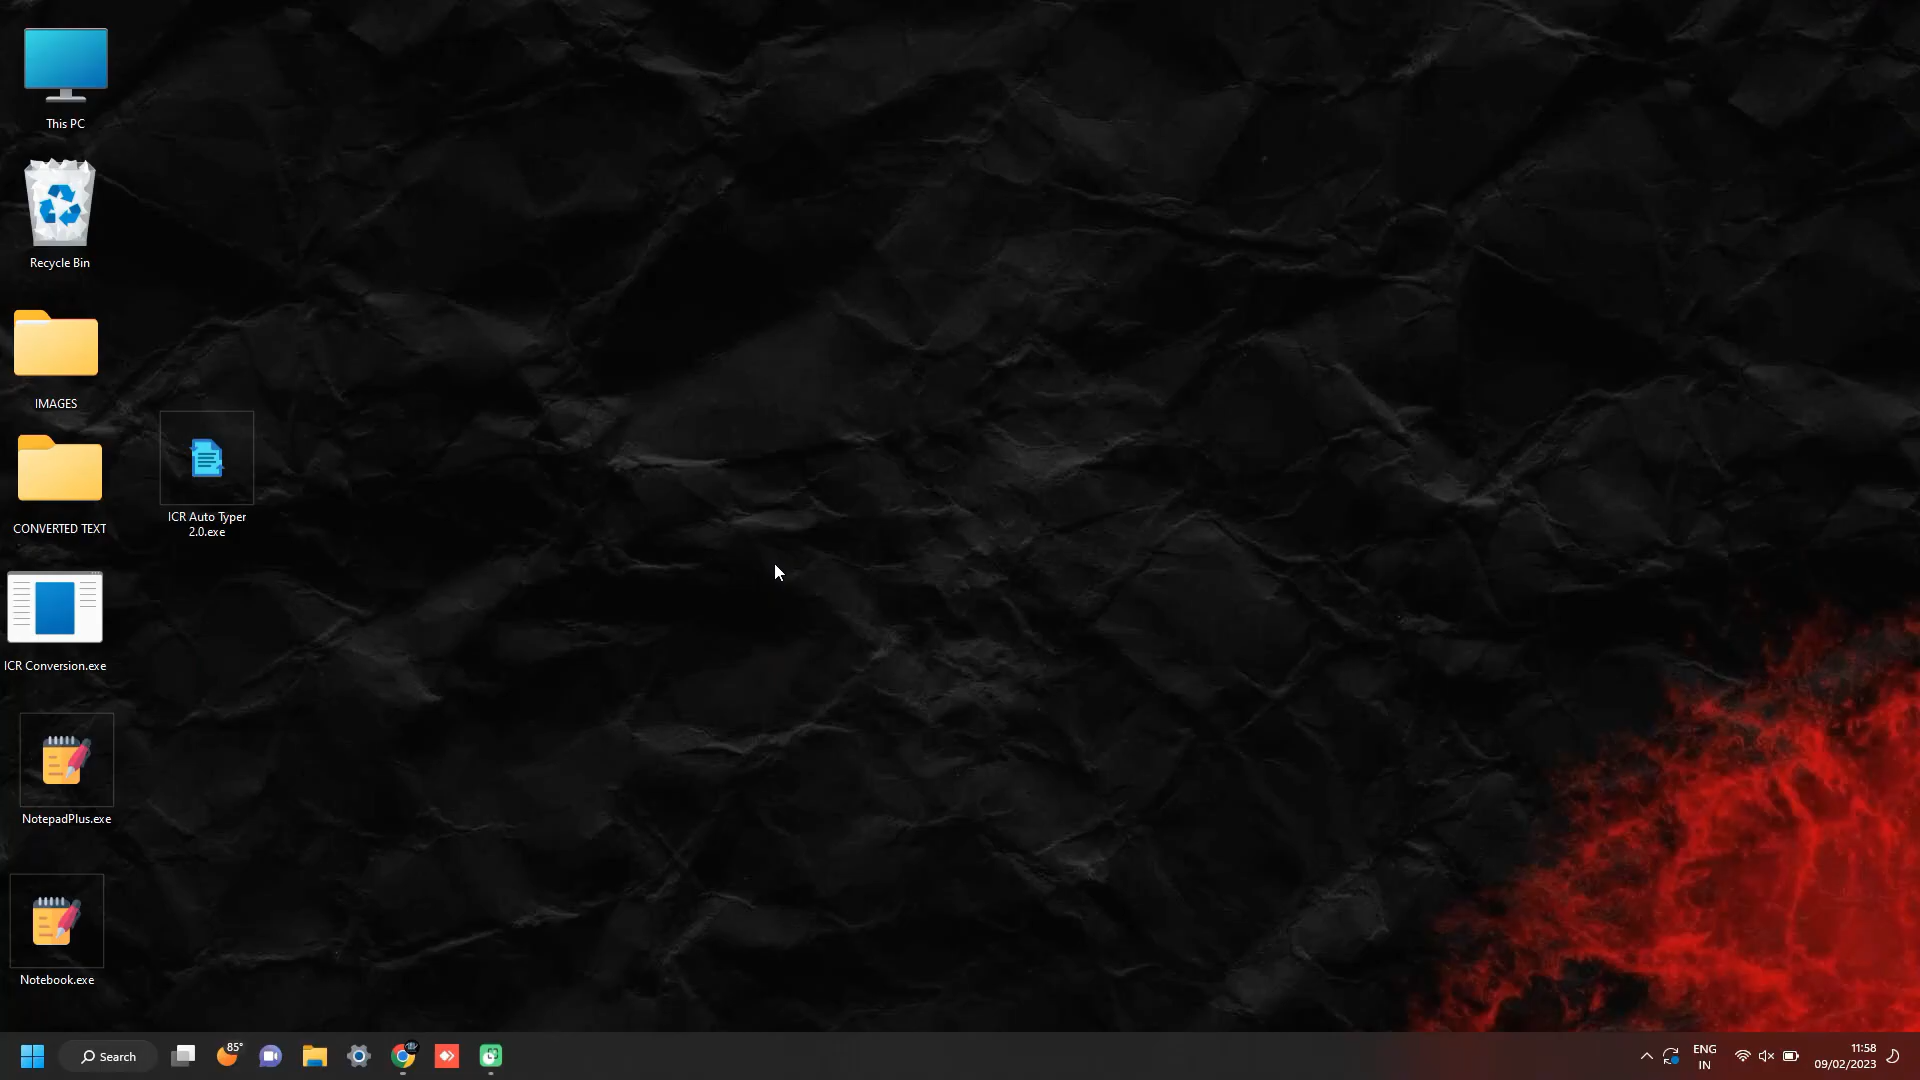 This PC
Recycle Bin
IMAGES
CONVERTED TEXT
ICR Auto Typer
2.0.exe
ICR Conversion.exe
NotepadPlus.exe
Notebook.exe
85°
Search
ENG
IN
11:58
09/02/2023